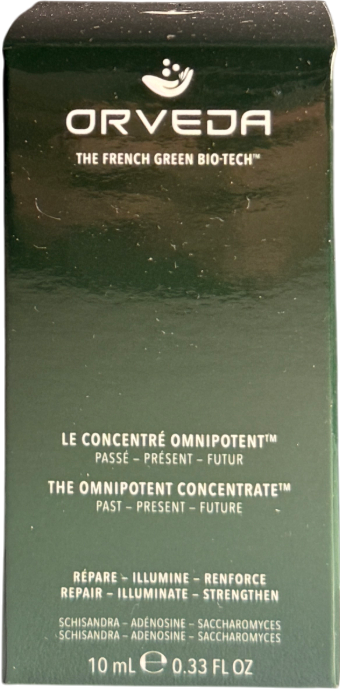 ORVEDA
THE FRENCH GREEN BIO-TECH™
LE CONCENTRÉ OMNIPOTENT™
PASSÉ – PRÉSENT – FUTUR
THE OMNIPOTENT CONCENTRATE™
PAST – PRESENT – FUTURE
RÉPARE – ILLUMINE – RENFORCE
REPAIR – ILLUMINATE – STRENGTHEN
SCHISANDRA – ADÉNOSINE – SACCHAROMYCES
SCHISANDRA – ADENOSINE – SACCHAROMYCES
10 mL ℮ 0.33 FL OZ